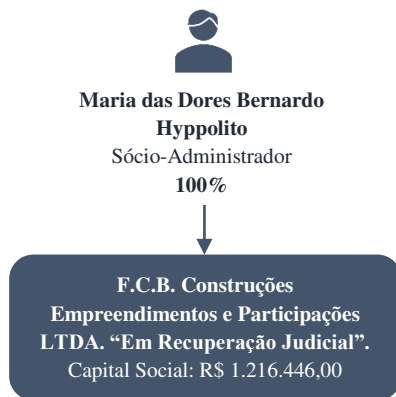 Maria das Dores Bernardo
Hyppolito
Sócio-Administrador
100%
F.C.B. Construções
Empreendimentos e Participações
LTDA. “Em Recuperação Judicial”.
Capital Social: R$ 1.216.446,00